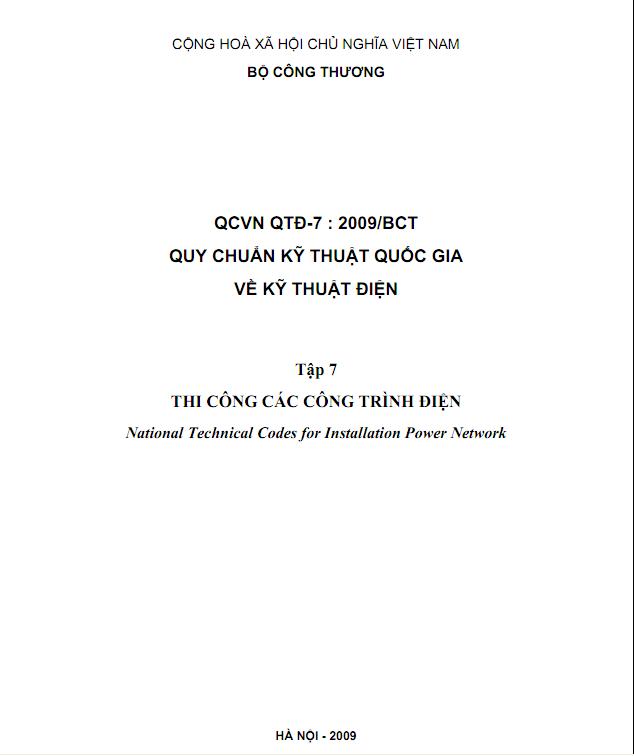 CỘNG HOÀ XÃ HỘI CHỦ NGHĨA VIỆT NAM
BỘ CÔNG THƯƠNG
QCVN QTĐ-7 : 2009/BCT
QUY CHUẨN KỸ THUẬT QUỐC GIA
VỀ KỸ THUẬT ĐIỆN
Tập 7
THI CÔNG CÁC CÔNG TRÌNH ĐIỆN
National Technical Codes for Installation Power Network
HÀ NỘI - 2009